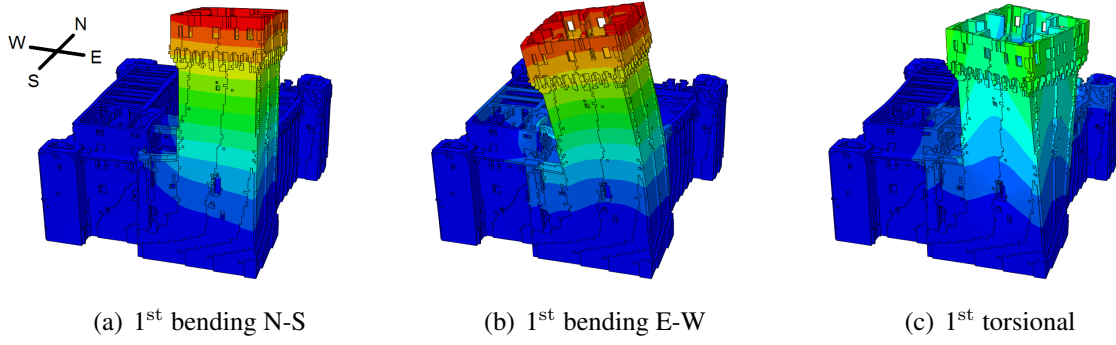 N
W
E
S
(a) 1st bending N-S
(b) 1st bending E-W
(c) 1st torsional